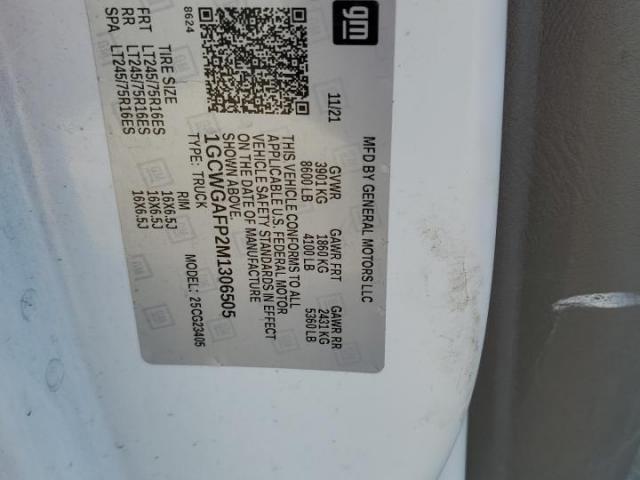 gm
MFD BY GENERAL MOTORS LLC
11/21 GVWR GAWR FRT GAWR RR
3901 KG 1860 KG 2431 KG
8600 LB 4100 LB 5360 LB
THIS VEHICLE CONFORMS TO ALL
APPLICABLE U.S. FEDERAL MOTOR
VEHICLE SAFETY STANDARDS IN EFFECT
ON THE DATE OF MANUFACTURE
SHOWN ABOVE.
1GCWGAFP2M1306505
TYPE: TRUCK 25CG23405
8624
TIRE SIZE RIM
FRT LT245/75R16ES 16X6.5J
RR LT245/75R16ES 16X6.5J
SPA LT245/75R16ES 16X6.5J